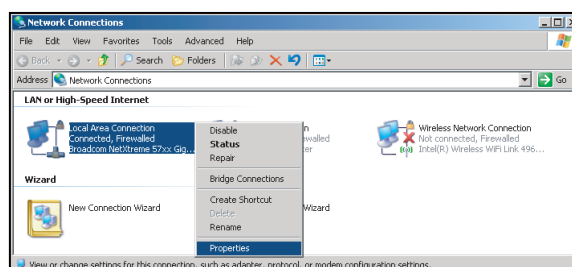 Network Connections
File Edit View Favorites Tools Advanced Help
Back Search Folders
Address Network Connections Go
LAN or High-Speed Internet
Local Area Connection
Connected, Firewalled
Broadcom NetXtreme 57xx Gig...
Disable
Status
Repair
Bridge Connections
Create Shortcut
Delete
Rename
Properties
Wireless Network Connection
Not connected, Firewalled
Intel(R) Wireless WiFi Link 496...
Wizard
New Connection Wizard
Wizard
View or change settings for this connection, such as adapter, protocol, or modem configuration settings.